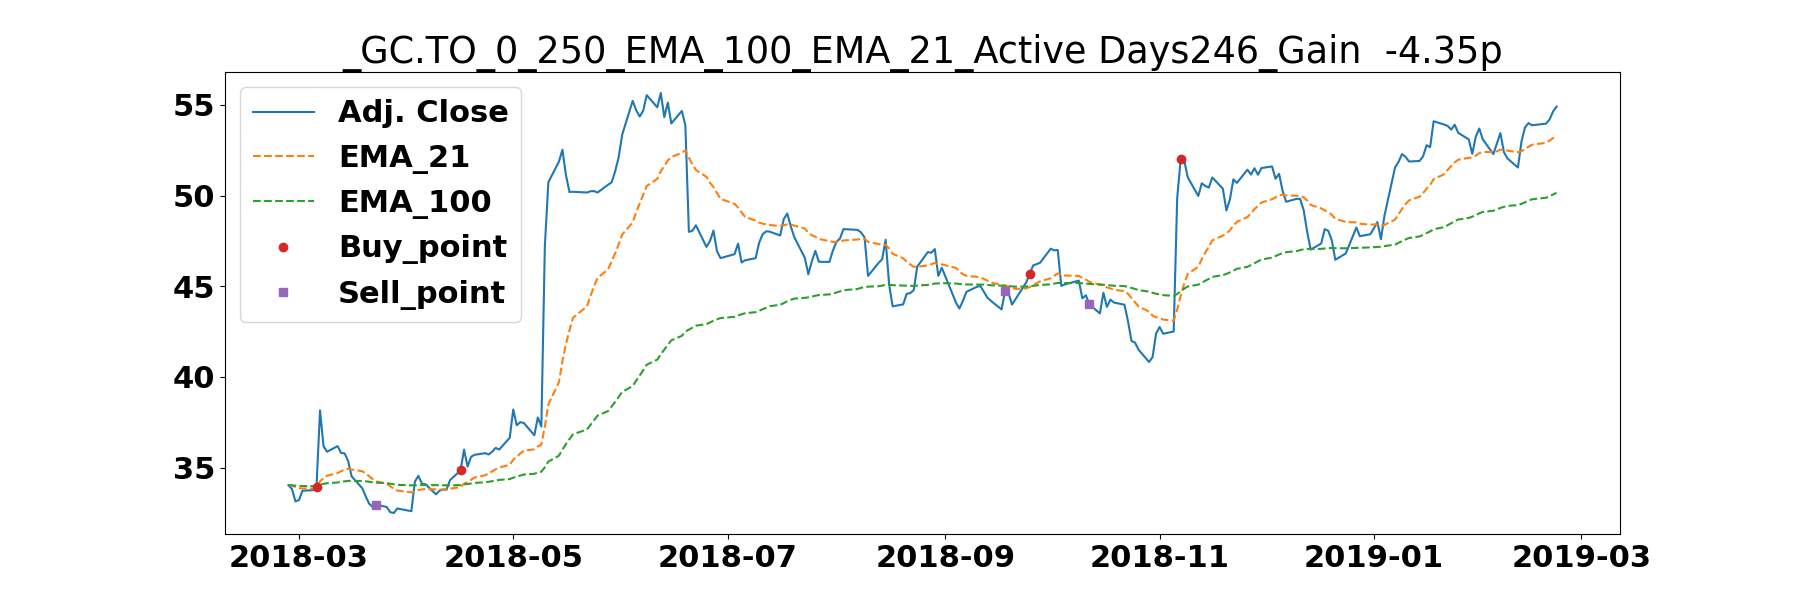 _GC.TO_0_250_EMA_100_EMA_21_Active Days246_Gain  -4.35p
Adj. Close
EMA_21
EMA_100
Buy_point
Sell_point
55
50
45
40
35
2018-03 2018-05 2018-07 2018-09 2018-11 2019-01 2019-03